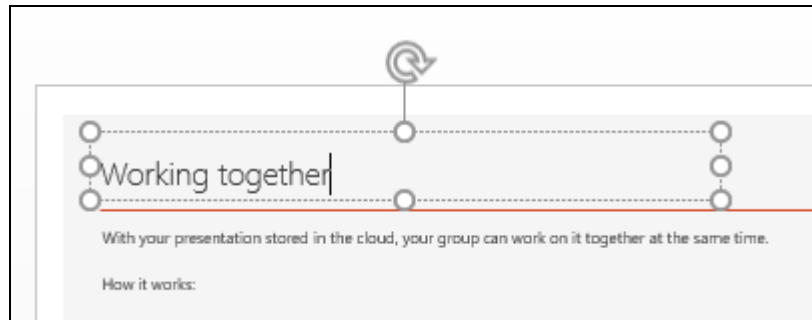 Working together
With your presentation stored in the cloud, your group can work on it together at the same time.
How it works: